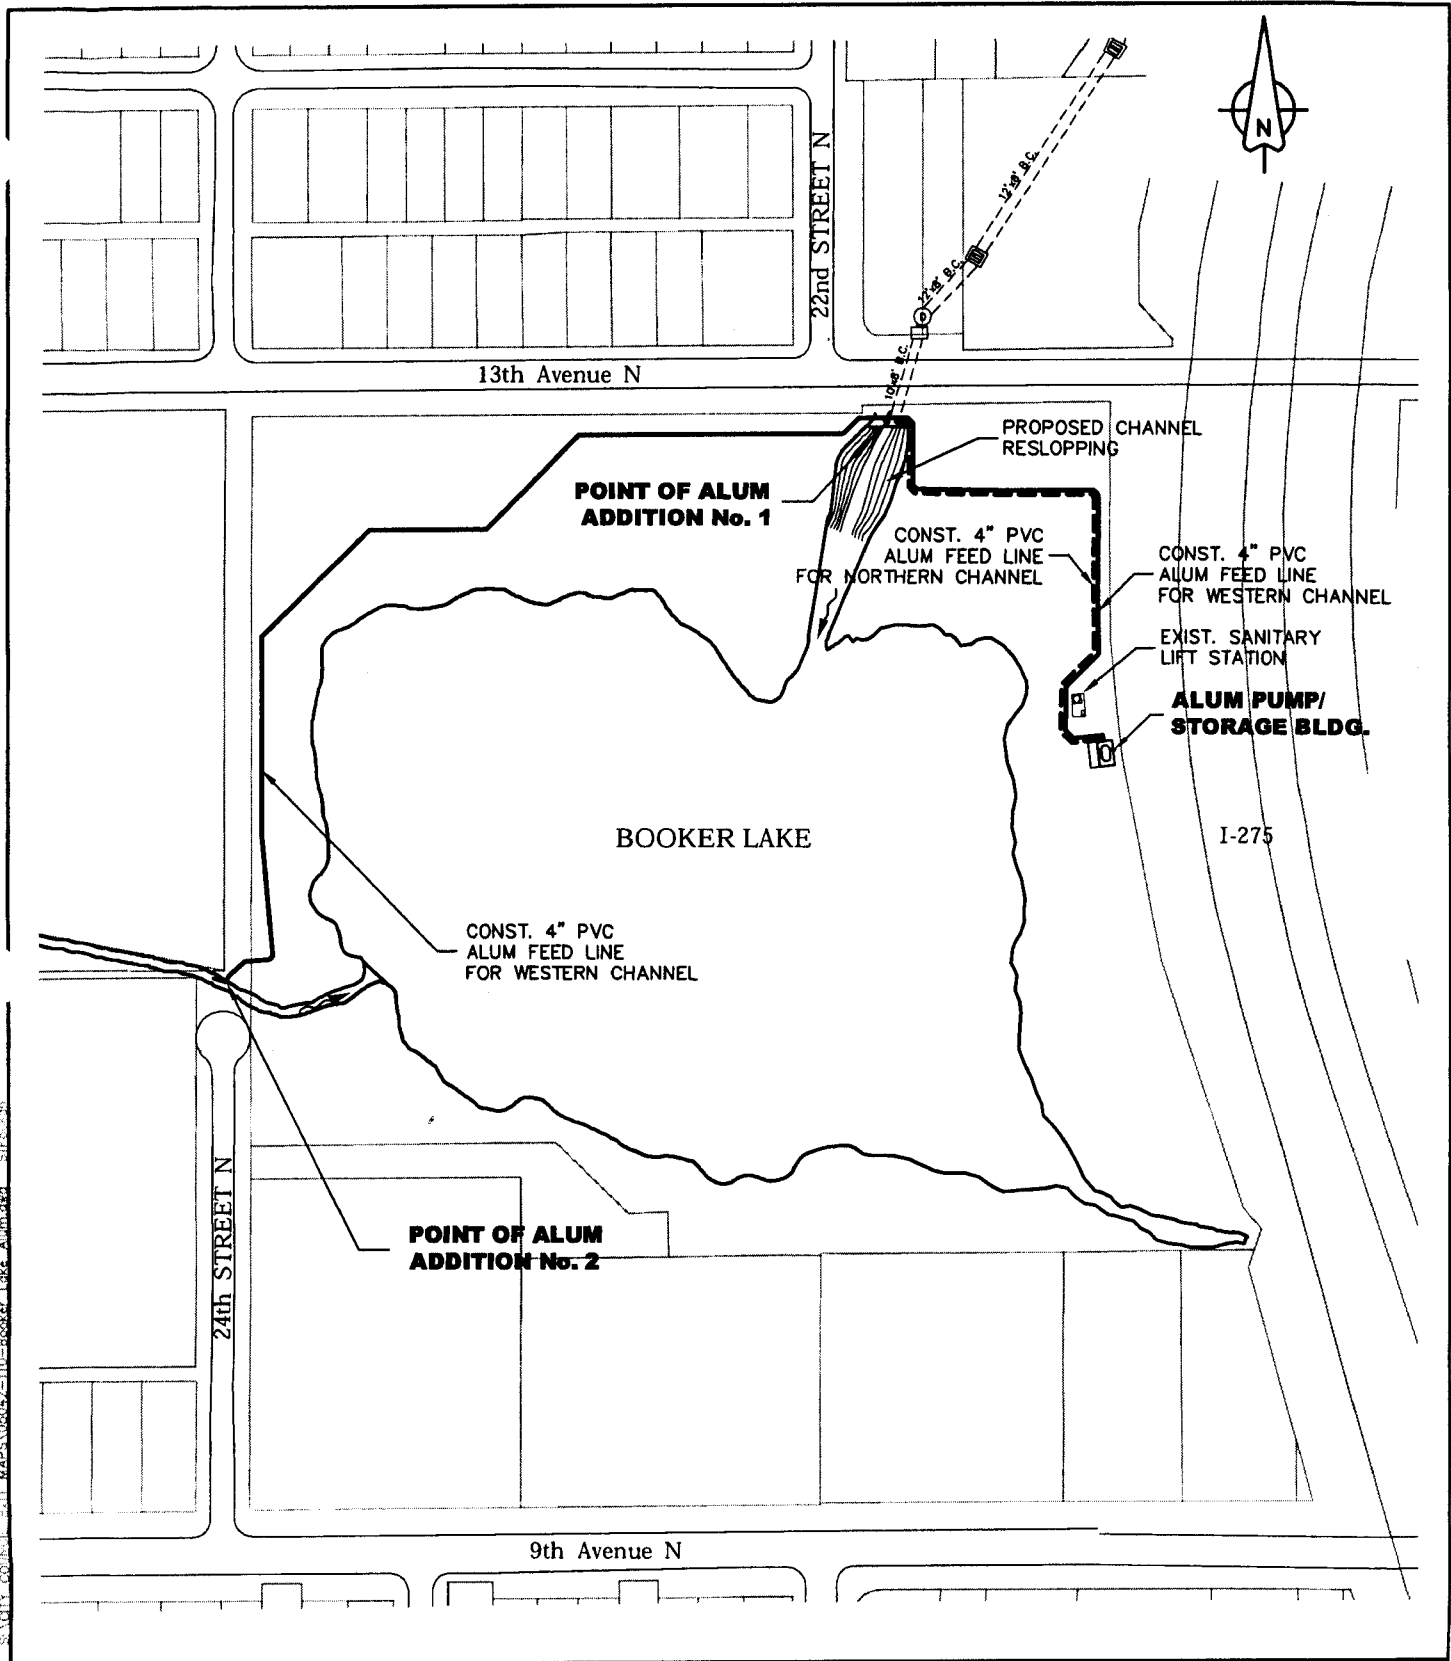 N
22nd STREET N
12'x8' B.C.
12'x8' B.C.
10'x8' B.C.
13th Avenue N
PROPOSED CHANNEL
RESLOPPING
POINT OF ALUM
ADDITION No. 1
CONST. 4" PVC
ALUM FEED LINE
FOR NORTHERN CHANNEL
CONST. 4" PVC
ALUM FEED LINE
FOR WESTERN CHANNEL
EXIST. SANITARY
LIFT STATION
ALUM PUMP/
STORAGE BLDG.
BOOKER LAKE
I-275
CONST. 4" PVC
ALUM FEED LINE
FOR WESTERN CHANNEL
24th STREET N
POINT OF ALUM
ADDITION No. 2
9th Avenue N